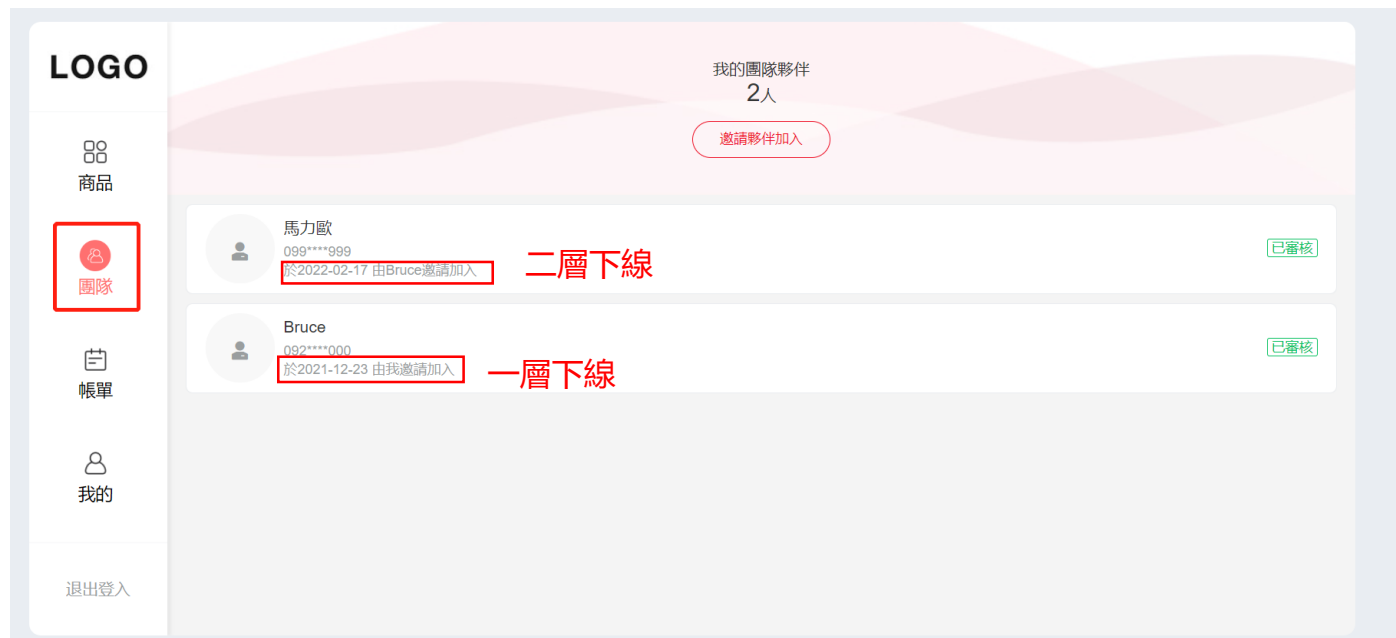 LOGO
商品
團隊
帳單
我的
退出登入
我的團隊夥伴
2人
邀請夥伴加入
馬力歐
099****999
於2022-02-17 由Bruce邀請加入
二層下線
已審核
Bruce
092****000
於2021-12-23 由我邀請加入
一層下線
已審核